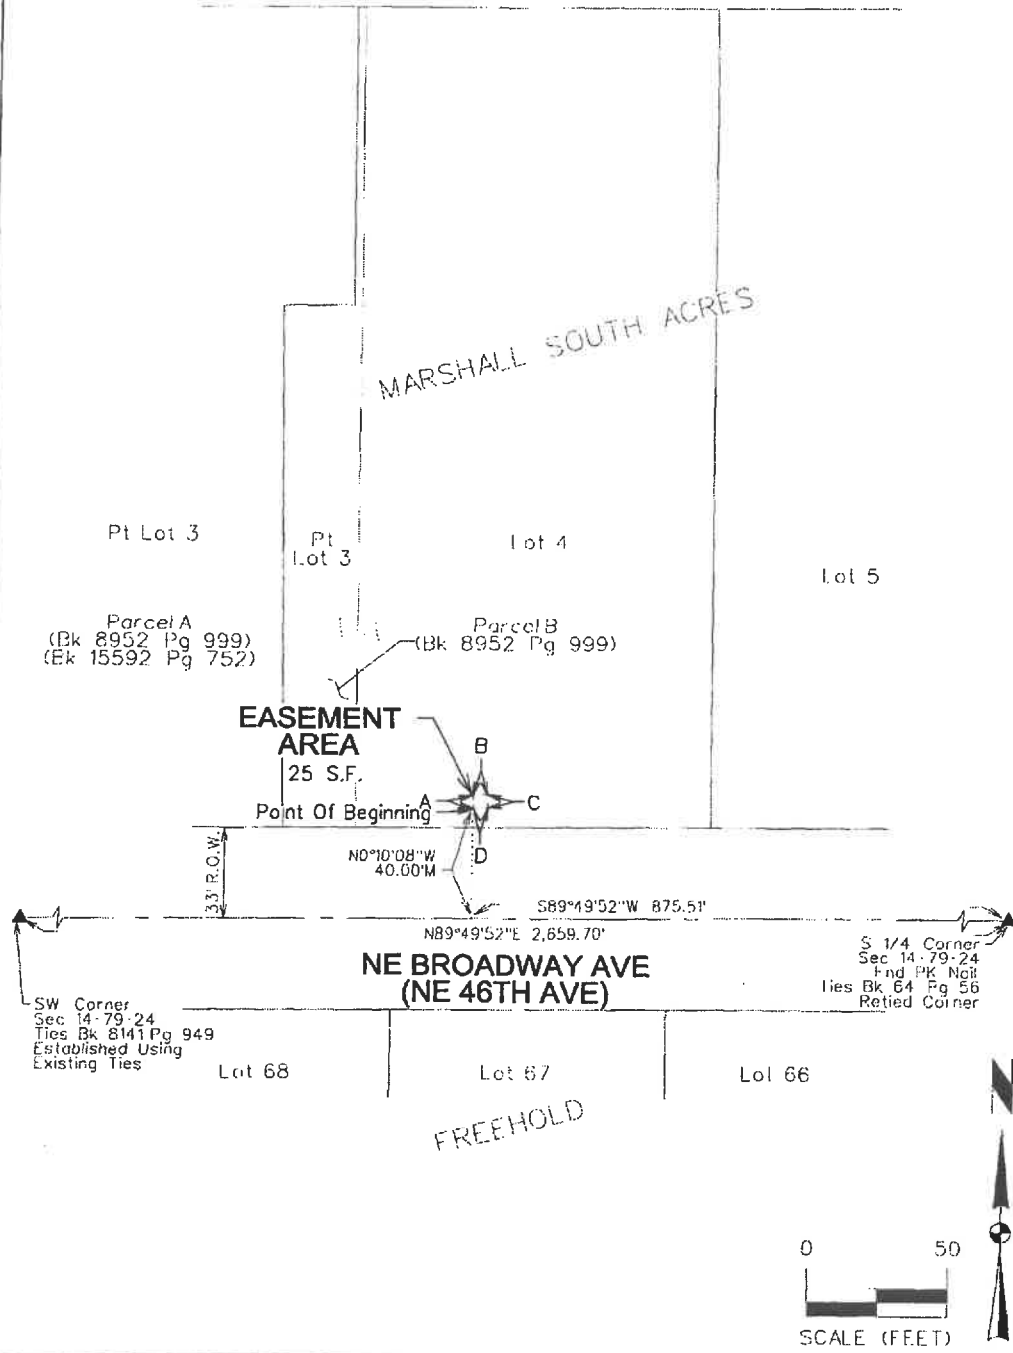 MARSHALL SOUTH ACRES
Pt Lot 3
Pt
Lot 3
Lot 4
Lot 5
Parcel A
(Bk 8952 Pg 999)
(Bk 15592 Pg 752)
Parcel B
(Bk 8952 Pg 999)
EASEMENT
AREA
25 S.F.
Point Of Beginning
A
B
C
D
33' R.O.W.
N0°10'08"W
40.00'M
S89°49'52"W 875.51'
N89°49'52"E 2,659.70'
NE BROADWAY AVE
(NE 46TH AVE)
S 1/4 Corner
Sec 14-79-24
Fnd PK Nail
Ties Bk 64 Pg 56
Retied Corner
SW Corner
Sec 14-79-24
Ties Bk 8141 Pg 949
Established Using
Existing Ties
Lot 68
Lot 67
Lot 66
FREEHOLD
N
0 50
SCALE (FEET)